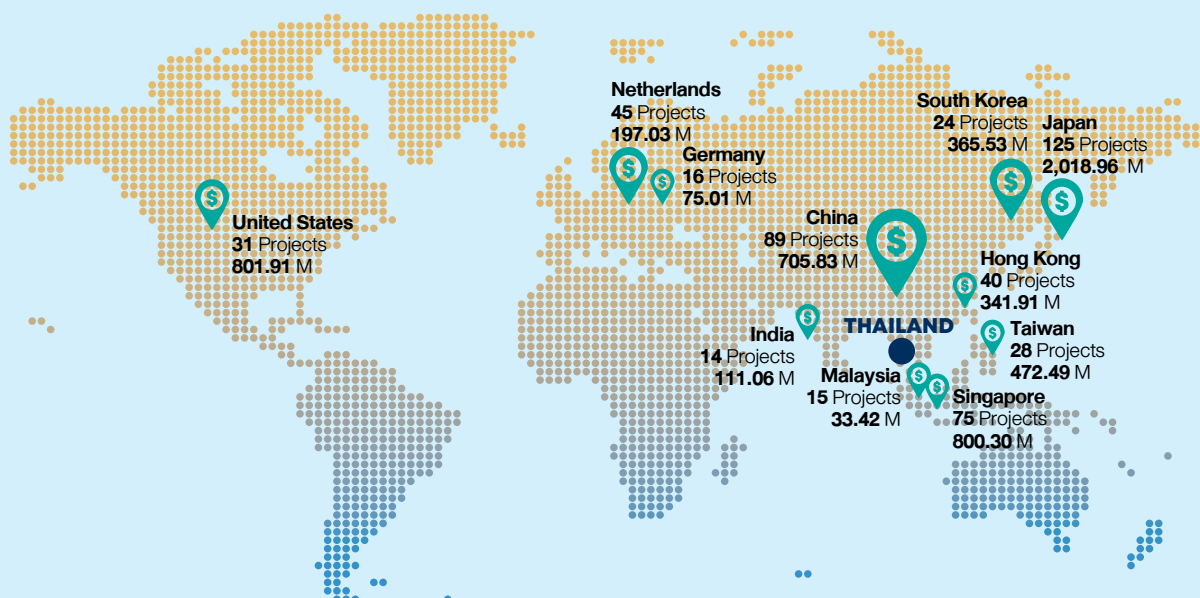 Netherlands
45 Projects
197.03 M
Germany
16 Projects
75.01 M
South Korea
24 Projects
365.53 M
Japan
125 Projects
2,018.96 M
$
$
$
$
$
United States
31 Projects
801.91 M
China
89 Projects
705.83 M
$
Hong Kong
40 Projects
341.91 M
$
India
14 Projects
111.06 M
$
THAILAND
Taiwan
28 Projects
472.49 M
$
Malaysia
15 Projects
33.42 M
$
$
Singapore
75 Projects
800.30 M